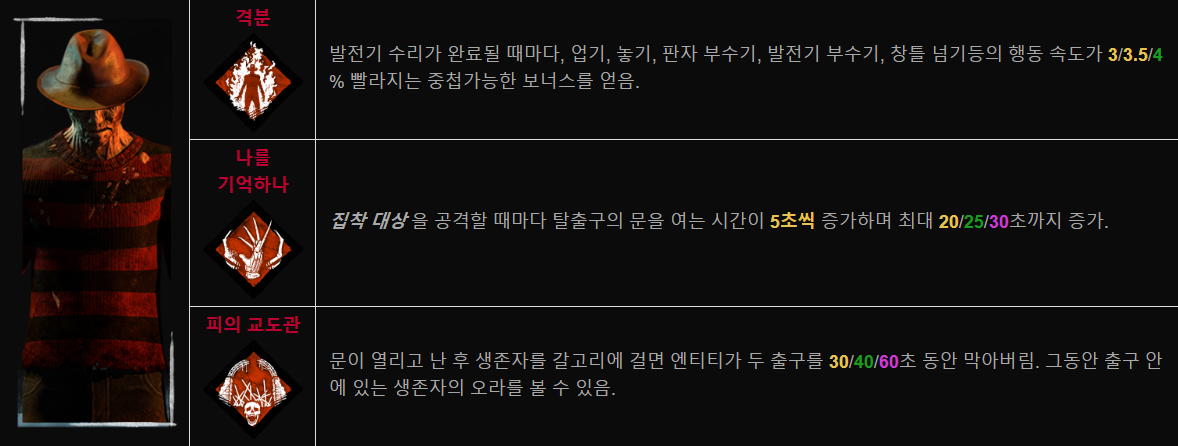 격분
발전기 수리가 완료될 때마다, 업기, 놓기, 판자 부수기, 발전기 부수기, 창틀 넘기등의 행동 속도가 3/3.5/4
% 빨라지는 중첩가능한 보너스를 얻음.
나를
기억하나
집착 대상 을 공격할 때마다 탈출구의 문을 여는 시간이 5초씩 증가하며 최대 20/25/30초까지 증가.
피의 교도관
문이 열리고 난 후 생존자를 갈고리에 걸면 엔티티가 두 출구를 30/40/60초 동안 막아버림. 그동안 출구 안
에 있는 생존자의 오라를 볼 수 있음.